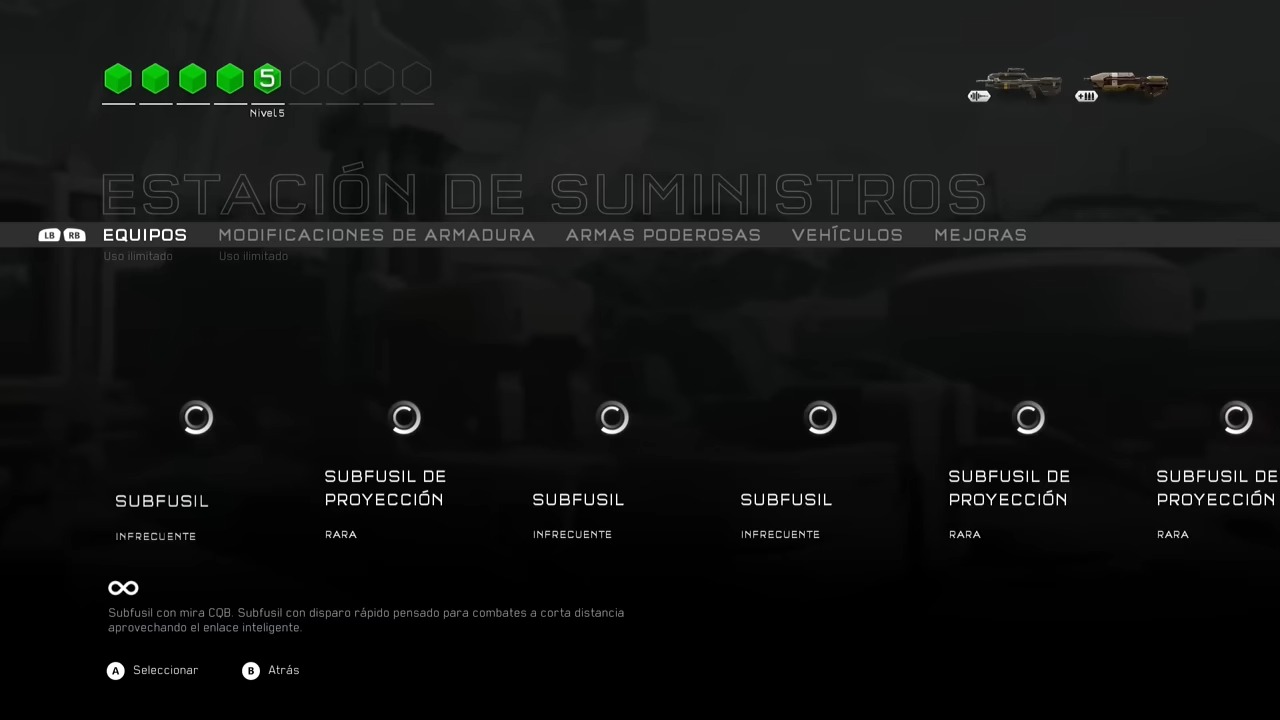 5
Nivel 5
ESTACIÓN DE SUMINISTROS
LB RB EQUIPOS MODIFICACIONES DE ARMADURA ARMAS PODEROSAS VEHÍCULOS MEJORAS
Uso ilimitado Uso ilimitado
SUBFUSIL
INFRECUENTE
SUBFUSIL DE
PROYECCIÓN
RARA
SUBFUSIL
INFRECUENTE
SUBFUSIL
INFRECUENTE
SUBFUSIL DE
PROYECCIÓN
RARA
SUBFUSIL DE
PROYECCIÓN
RARA
Subfusil con mira CQB. Subfusil con disparo rápido pensado para combates a corta distancia
aprovechando el enlace inteligente.
A Seleccionar B Atrás